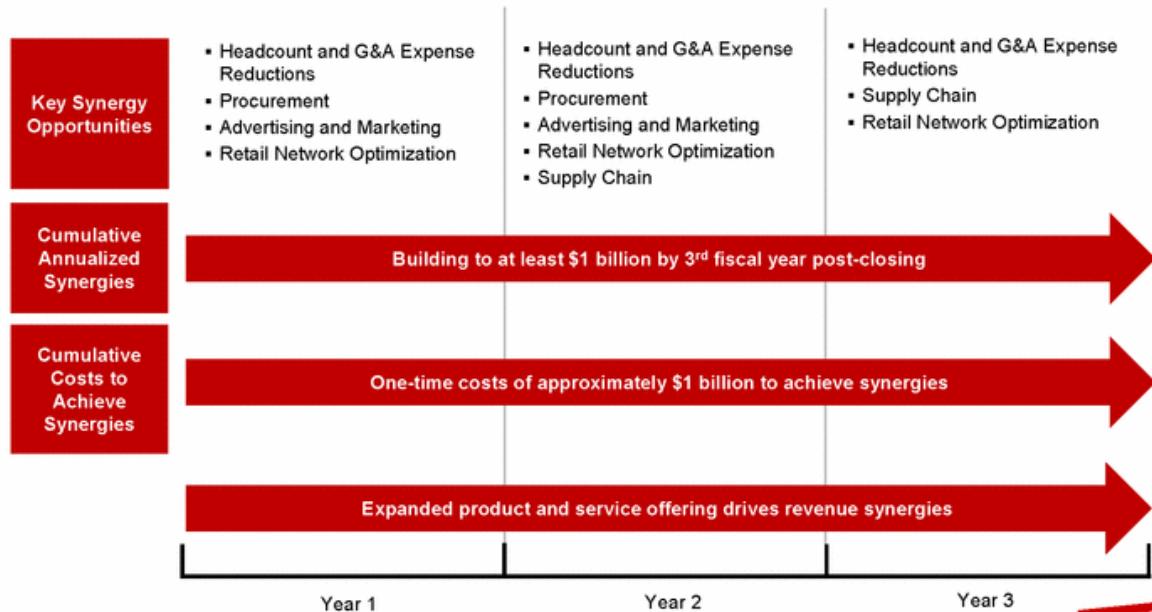 Key Synergy
Opportunities
▪ Headcount and G&A Expense
Reductions
▪ Procurement
▪ Advertising and Marketing
▪ Retail Network Optimization
▪ Headcount and G&A Expense
Reductions
▪ Procurement
▪ Advertising and Marketing
▪ Retail Network Optimization
▪ Supply Chain
▪ Headcount and G&A Expense
Reductions
▪ Supply Chain
▪ Retail Network Optimization
Cumulative
Annualized
Synergies
Building to at least $1 billion by 3rd fiscal year post-closing
Cumulative
Costs to
Achieve
Synergies
One-time costs of approximately $1 billion to achieve synergies
Expanded product and service offering drives revenue synergies
Year 1
Year 2
Year 3